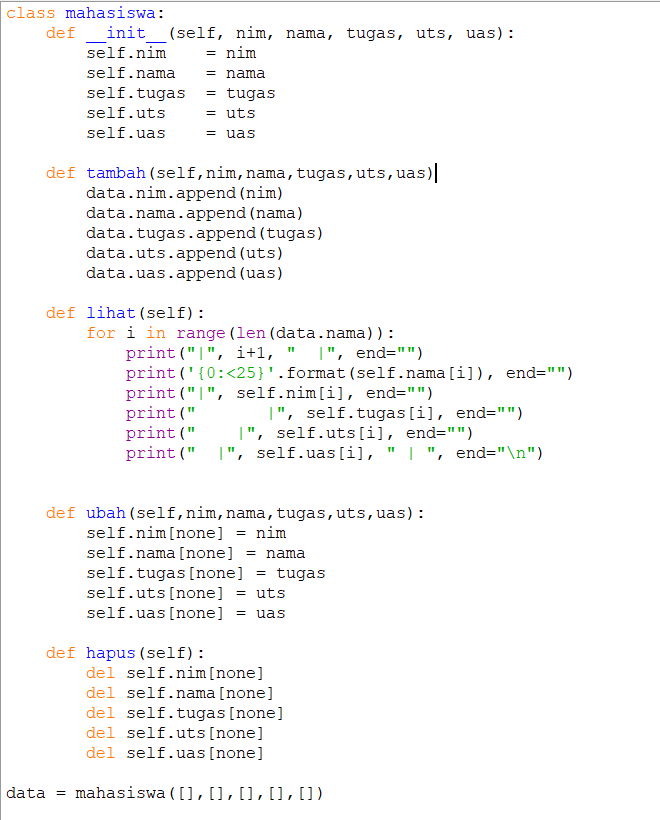 class mahasiswa:
    def __init__(self, nim, nama, tugas, uts, uas):
        self.nim    = nim
        self.nama   = nama
        self.tugas  = tugas
        self.uts    = uts
        self.uas    = uas

    def tambah(self,nim,nama,tugas,uts,uas)
        data.nim.append(nim)
        data.nama.append(nama)
        data.tugas.append(tugas)
        data.uts.append(uts)
        data.uas.append(uas)

    def lihat(self):
        for i in range(len(data.nama)):
            print("|", i+1, "  |", end="")
            print('{0:<25}'.format(self.nama[i]), end="")
            print("|", self.nim[i], end="")
            print("       |", self.tugas[i], end="")
            print("    |", self.uts[i], end="")
            print("  |", self.uas[i], " | ", end="\n")


    def ubah(self,nim,nama,tugas,uts,uas):
        self.nim[none] = nim
        self.nama[none] = nama
        self.tugas[none] = tugas
        self.uts[none] = uts
        self.uas[none] = uas

    def hapus(self):
        del self.nim[none]
        del self.nama[none]
        del self.tugas[none]
        del self.uts[none]
        del self.uas[none]

data = mahasiswa([],[],[],[],[])